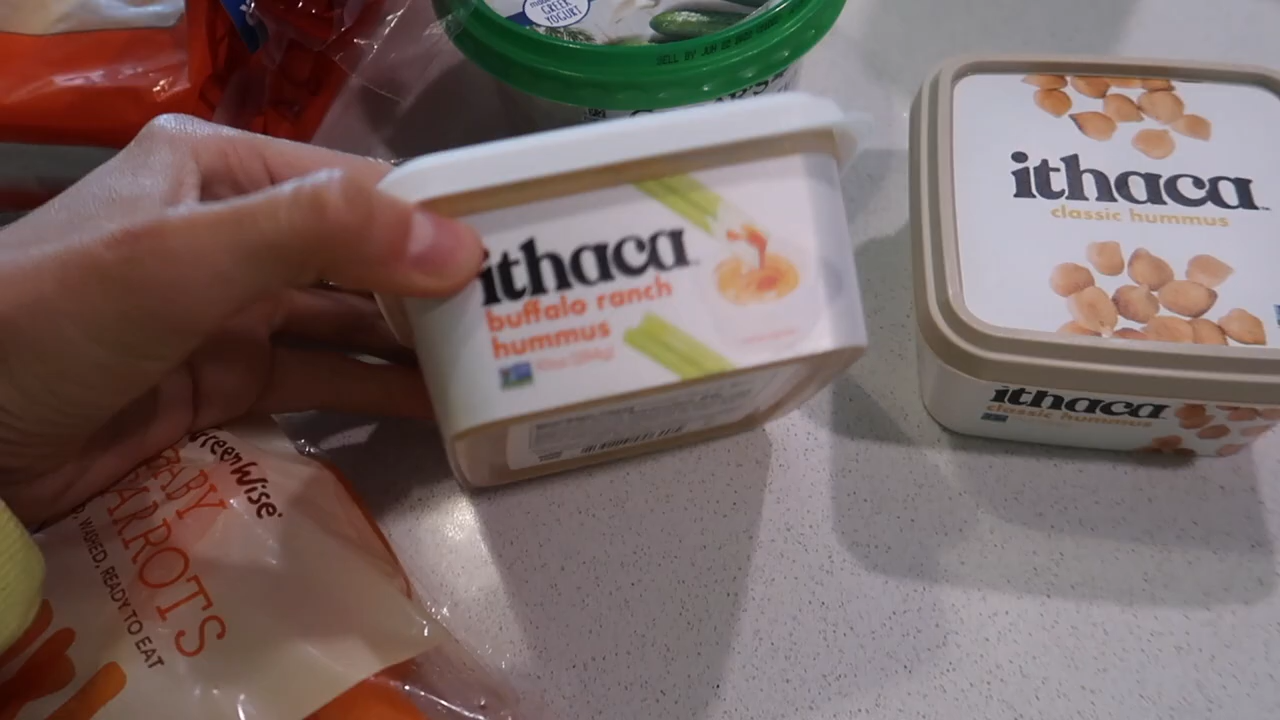 GREEK
YOGURT
SELL BY JUN
ithaca
buffalo ranch
hummus
ithaca
classic hummus
ithaca
classic hummus
GreenWise
BABY
CARROTS
WASHED, READY TO EAT